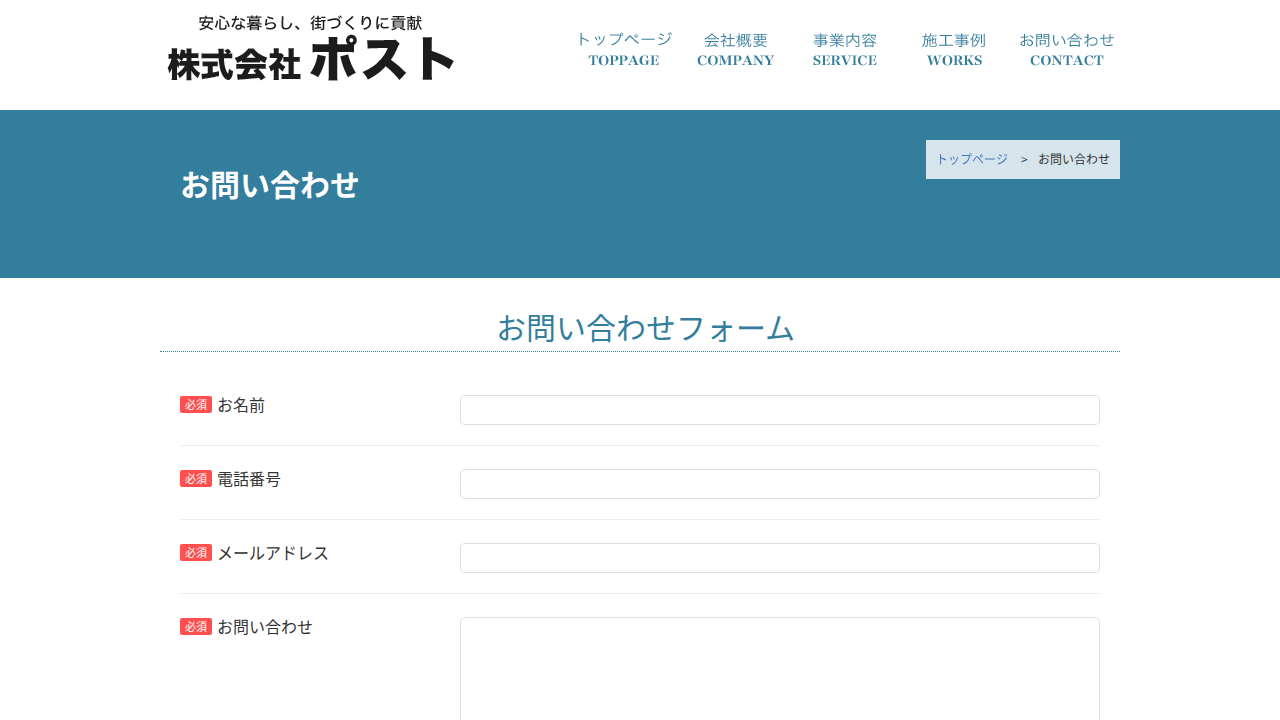 安心な暮らし、街づくりに貢献
株式会社 ポスト
トップページ 会社概要 事業内容 施工事例 お問い合わせ
TOPPAGE COMPANY SERVICE WORKS CONTACT
トップページ > お問い合わせ
お問い合わせ
お問い合わせフォーム
必須 お名前
必須 電話番号
必須 メールアドレス
必須 お問い合わせ